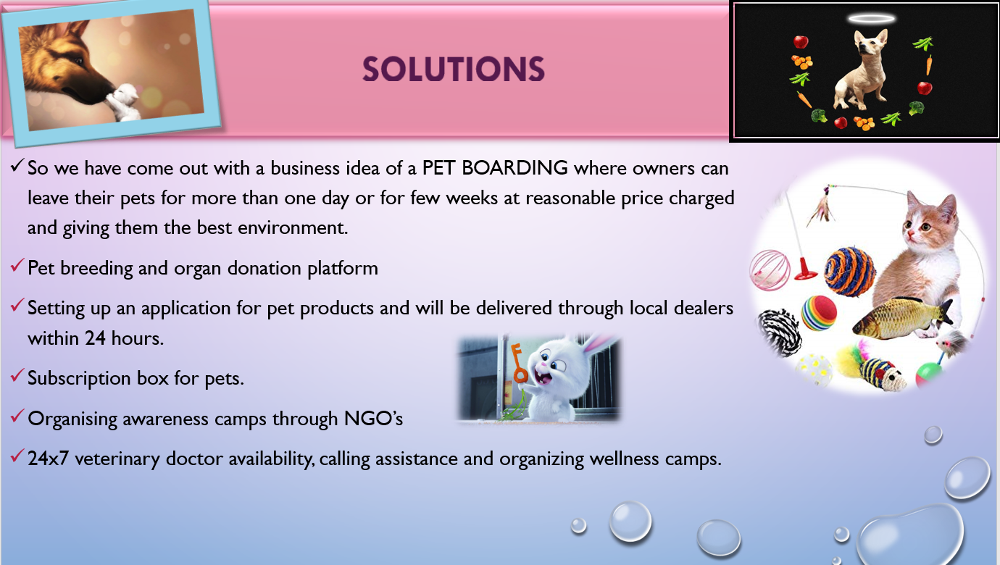 SOLUTIONS
So we have come out with a business idea of a PET BOARDING where owners can
leave their pets for more than one day or for few weeks at reasonable price charged
and giving them the best environment.
Pet breeding and organ donation platform
Setting up an application for pet products and will be delivered through local dealers
within 24 hours.
Subscription box for pets.
Organising awareness camps through NGO’s
24x7 veterinary doctor availability, calling assistance and organizing wellness camps.